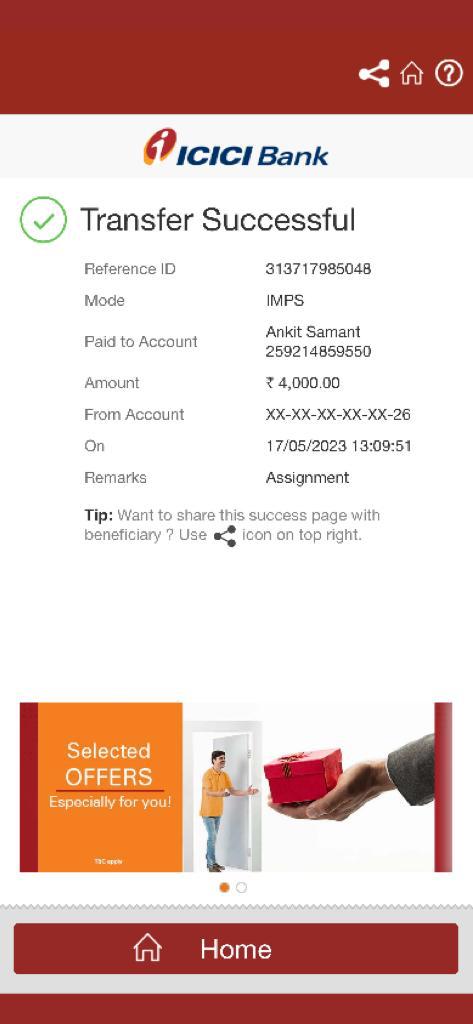 ICICI Bank
Transfer Successful
Reference ID 313717985048
Mode IMPS
Paid to Account Ankit Samant
259214859550
Amount ₹ 4,000.00
From Account XX-XX-XX-XX-XX-26
On 17/05/2023 13:09:51
Remarks Assignment
Tip: Want to share this success page with
beneficiary ? Use icon on top right.
Selected
OFFERS
Especially for you!
T&C apply
Home